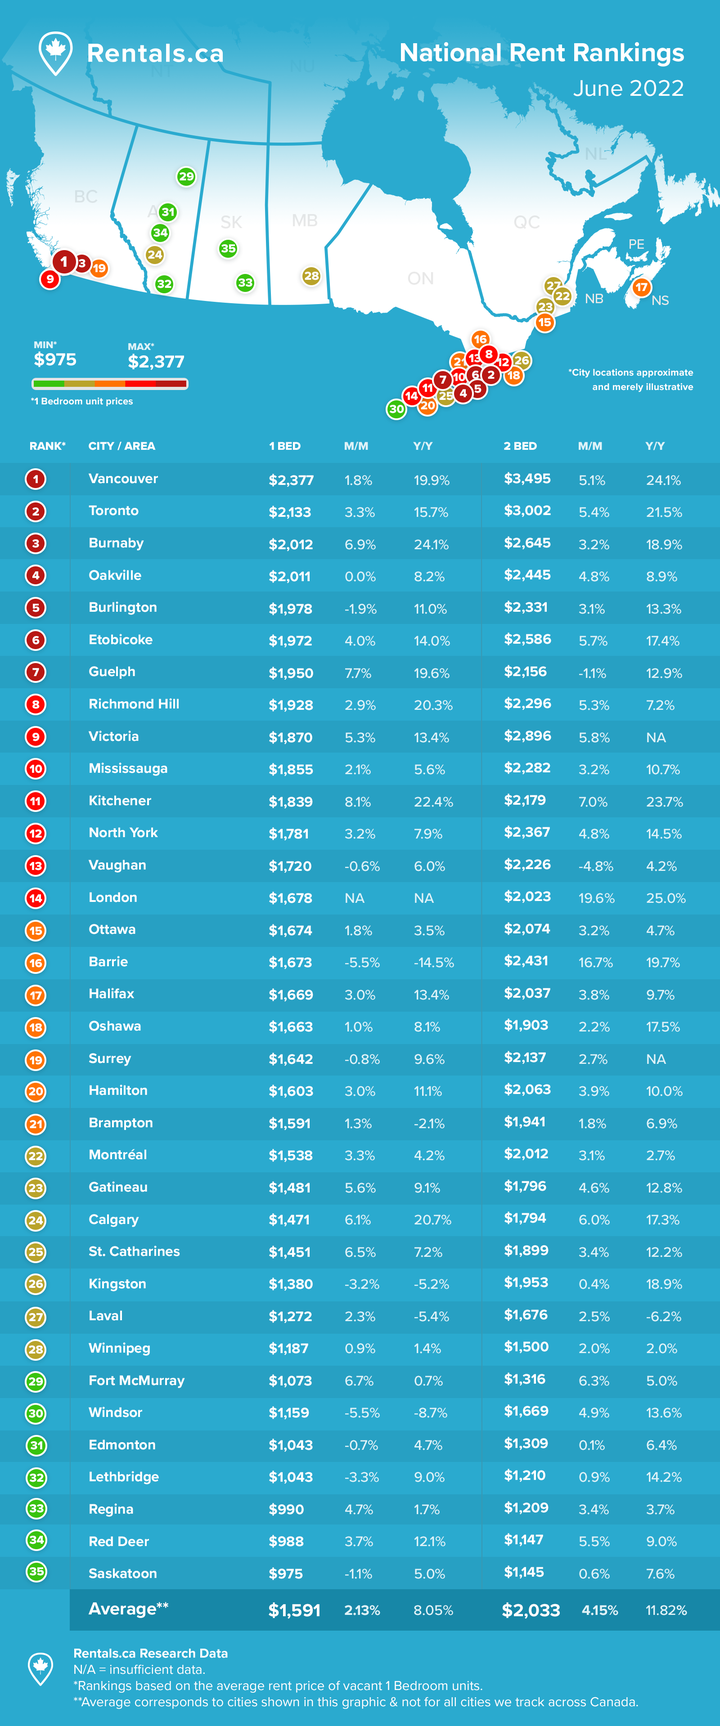 Rentals.ca
National Rent Rankings
June 2022
NT
NU
NL
BC
SK
MB
ON
QC
PE
NB
NS
29
31
34
24
32
35
33
28
1
3
19
9
27
22
23
15
17
16
13
8
12
26
18
10
6
2
7
5
4
25
11
14
20
30
MIN*
$975
MAX*
$2,377
*1 Bedroom unit prices
*City locations approximate
and merely illustrative
RANK* CITY / AREA 1 BED M/M Y/Y 2 BED M/M Y/Y
1 Vancouver $2,377 1.8% 19.9% $3,495 5.1% 24.1%
2 Toronto $2,133 3.3% 15.7% $3,002 5.4% 21.5%
3 Burnaby $2,012 6.9% 24.1% $2,645 3.2% 18.9%
4 Oakville $2,011 0.0% 8.2% $2,445 4.8% 8.9%
5 Burlington $1,978 -1.9% 11.0% $2,331 3.1% 13.3%
6 Etobicoke $1,972 4.0% 14.0% $2,586 5.7% 17.4%
7 Guelph $1,950 7.7% 19.6% $2,156 -1.1% 12.9%
8 Richmond Hill $1,928 2.9% 20.3% $2,296 5.3% 7.2%
9 Victoria $1,870 5.3% 13.4% $2,896 5.8% NA
10 Mississauga $1,855 2.1% 5.6% $2,282 3.2% 10.7%
11 Kitchener $1,839 8.1% 22.4% $2,179 7.0% 23.7%
12 North York $1,781 3.2% 7.9% $2,367 4.8% 14.5%
13 Vaughan $1,720 -0.6% 6.0% $2,226 -4.8% 4.2%
14 London $1,678 NA NA $2,023 19.6% 25.0%
15 Ottawa $1,674 1.8% 3.5% $2,074 3.2% 4.7%
16 Barrie $1,673 -5.5% -14.5% $2,431 16.7% 19.7%
17 Halifax $1,669 3.0% 13.4% $2,037 3.8% 9.7%
18 Oshawa $1,663 1.0% 8.1% $1,903 2.2% 17.5%
19 Surrey $1,642 -0.8% 9.6% $2,137 2.7% NA
20 Hamilton $1,603 3.0% 11.1% $2,063 3.9% 10.0%
21 Brampton $1,591 1.3% -2.1% $1,941 1.8% 6.9%
22 Montréal $1,538 3.3% 4.2% $2,012 3.1% 2.7%
23 Gatineau $1,481 5.6% 9.1% $1,796 4.6% 12.8%
24 Calgary $1,471 6.1% 20.7% $1,794 6.0% 17.3%
25 St. Catharines $1,451 6.5% 7.2% $1,899 3.4% 12.2%
26 Kingston $1,380 -3.2% -5.2% $1,953 0.4% 18.9%
27 Laval $1,272 2.3% -5.4% $1,676 2.5% -6.2%
28 Winnipeg $1,187 0.9% 1.4% $1,500 2.0% 2.0%
29 Fort McMurray $1,073 6.7% 0.7% $1,316 6.3% 5.0%
30 Windsor $1,159 -5.5% -8.7% $1,669 4.9% 13.6%
31 Edmonton $1,043 -0.7% 4.7% $1,309 0.1% 6.4%
32 Lethbridge $1,043 -3.3% 9.0% $1,210 0.9% 14.2%
33 Regina $990 4.7% 1.7% $1,209 3.4% 3.7%
34 Red Deer $988 3.7% 12.1% $1,147 5.5% 9.0%
35 Saskatoon $975 -1.1% 5.0% $1,145 0.6% 7.6%
Average** $1,591 2.13% 8.05% $2,033 4.15% 11.82%
Rentals.ca Research Data
N/A = insufficient data.
*Rankings based on the average rent price of vacant 1 Bedroom units.
**Average corresponds to cities shown in this graphic & not for all cities we track across Canada.